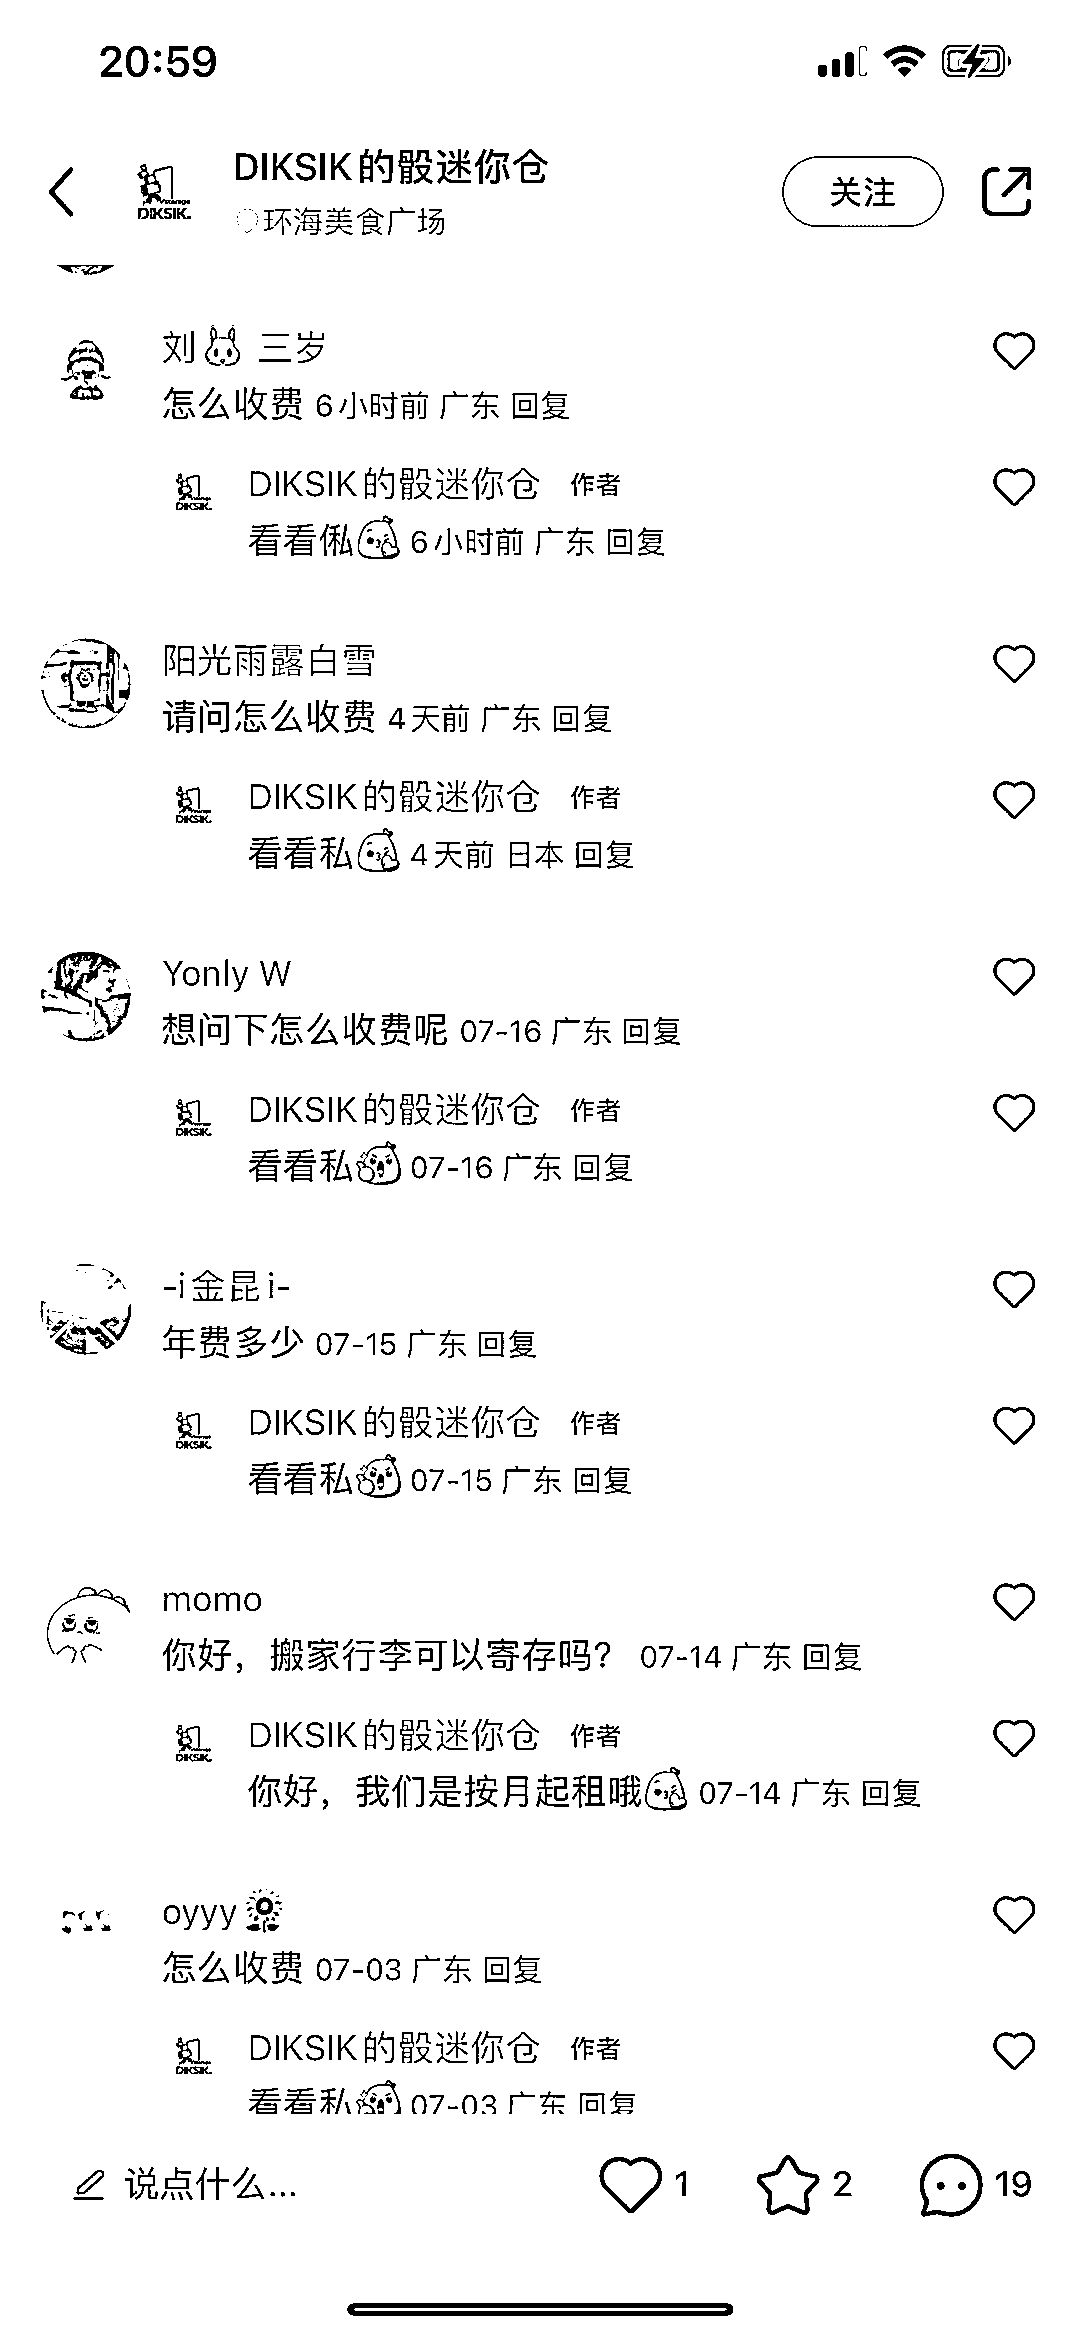 20:59
DIKSIK的骰迷你仓
环海美食广场
关注
DIKSIK.
刘 三岁
怎么收费 6小时前 广东 回复
DIKSIK的骰迷你仓 作者
看看俬 6小时前 广东 回复
阳光雨露白雪
请问怎么收费 4天前 广东 回复
DIKSIK的骰迷你仓 作者
看看私 4天前 日本 回复
Yonly W
想问下怎么收费呢 07-16 广东 回复
DIKSIK的骰迷你仓 作者
看看私 07-16 广东 回复
-i金昆i-
年费多少 07-15 广东 回复
DIKSIK的骰迷你仓 作者
看看私 07-15 广东 回复
momo
你好，搬家行李可以寄存吗？ 07-14 广东 回复
DIKSIK的骰迷你仓 作者
你好，我们是按月起租哦 07-14 广东 回复
oyyy
怎么收费 07-03 广东 回复
DIKSIK的骰迷你仓 作者
看看私 07-03 广东 回复
说点什么...
1
2
19